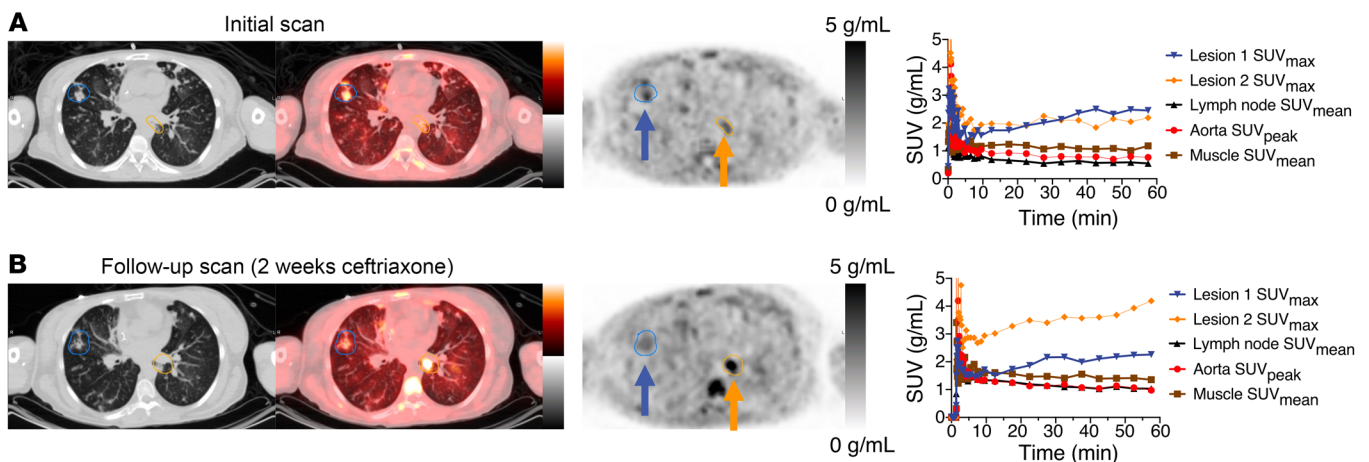 A
Initial scan
5 g/mL
0 g/mL
SUV (g/mL)
5
4
3
2
1
0
0 10 20 30 40 50 60
Time (min)
Lesion 1 SUVmax
Lesion 2 SUVmax
Lymph node SUVmean
Aorta SUVpeak
Muscle SUVmean
B
Follow-up scan (2 weeks ceftriaxone)
5 g/mL
0 g/mL
SUV (g/mL)
5
4
3
2
1
0
0 10 20 30 40 50 60
Time (min)
Lesion 1 SUVmax
Lesion 2 SUVmax
Lymph node SUVmean
Aorta SUVpeak
Muscle SUVmean